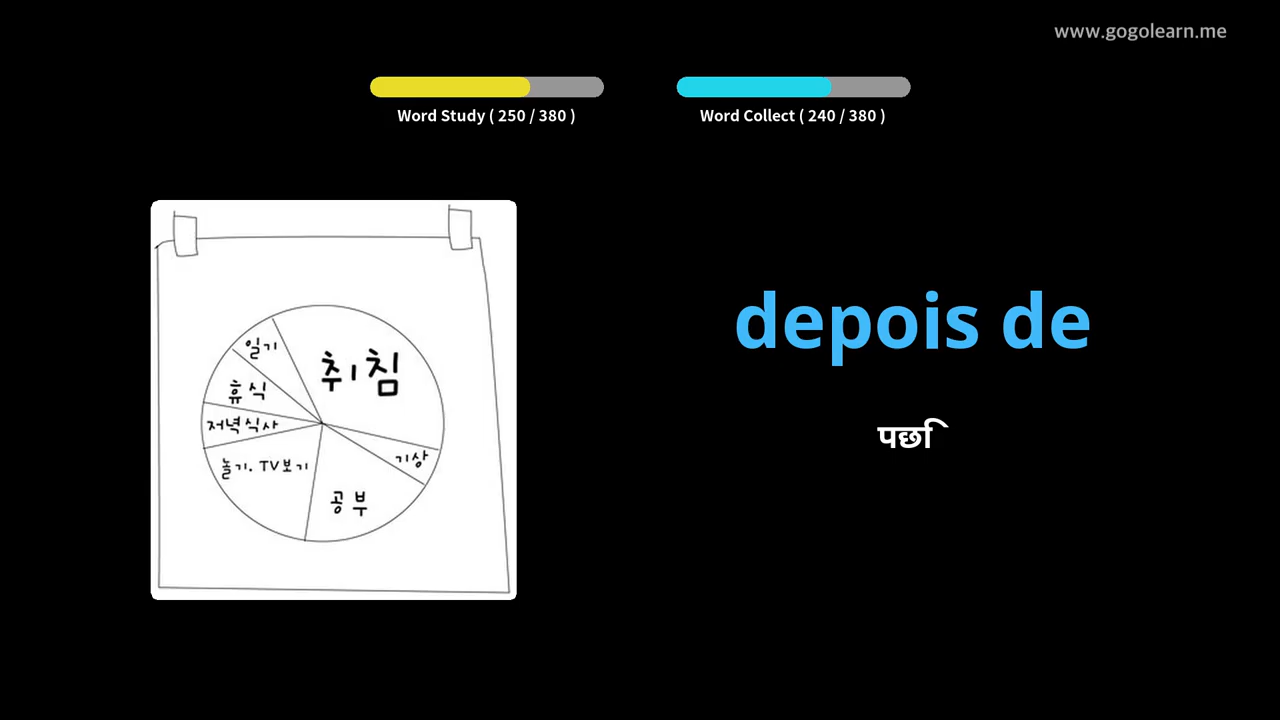 www.gogolearn.me
Word Study ( 250 / 380 )
Word Collect ( 240 / 380 )
일기
취침
휴식
저녁식사
놀기. TV보기
기상
공부
depois de
पछि